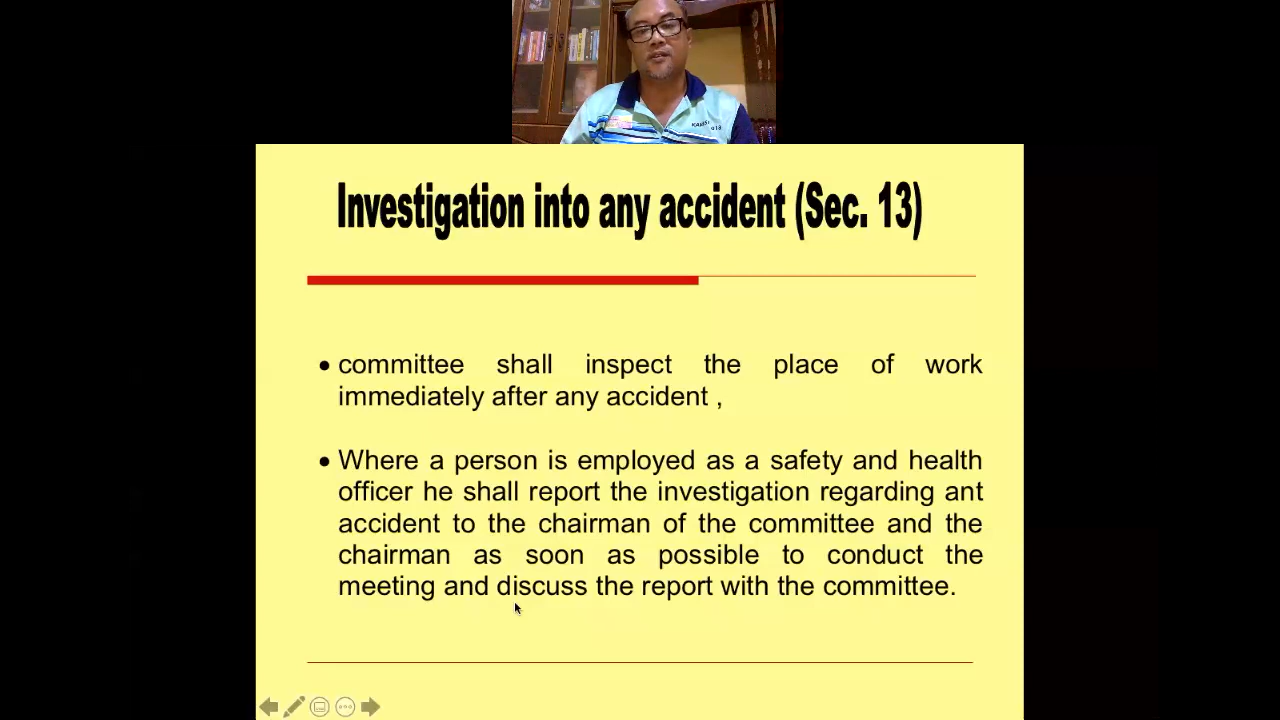 Investigation into any accident (Sec. 13)
• committee shall inspect the place of work
immediately after any accident ,
• Where a person is employed as a safety and health
officer he shall report the investigation regarding ant
accident to the chairman of the committee and the
chairman as soon as possible to conduct the
meeting and discuss the report with the committee.